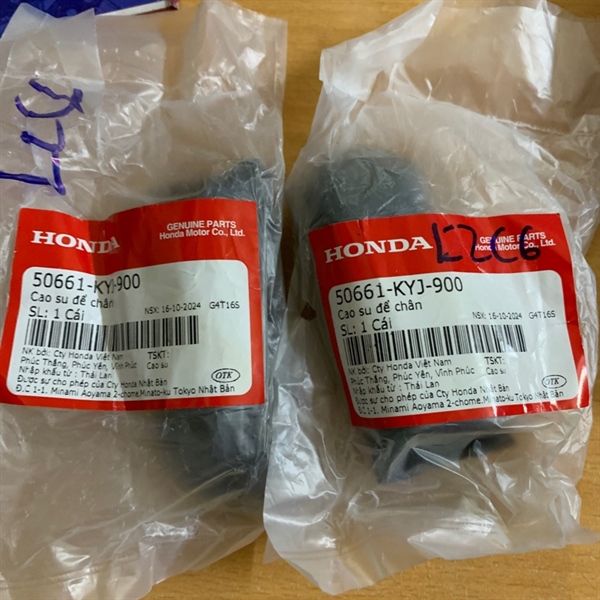 HONDA
GENUINE PARTS
Honda Motor Co., Ltd.
50661-KYJ-900
Cao su để chân
SL: 1 Cái
NSX: 16-10-2024 G4T16S
NK bởi: Cty Honda Việt Nam
TSKT:
Phúc Thắng, Phúc Yên, Vĩnh Phúc
Cao su
Nhập khẩu từ : Thái Lan
Được sự cho phép của Cty Honda Nhật Bản
Đ.C 1-1, Minami Aoyama 2-chome,Minato-ku Tokyo Nhật Bản
OTK
HONDA
GENUINE PARTS
Honda Motor Co., Ltd.
50661-KYJ-900
Cao su để chân
SL: 1 Cái
NSX: 16-10-2024 G4T16S
NK bởi: Cty Honda Việt Nam
TSKT:
Phúc Thắng, Phúc Yên, Vĩnh Phúc
Cao su
Nhập khẩu từ : Thái Lan
Được sự cho phép của Cty Honda Nhật Bản
Đ.C 1-1, Minami Aoyama 2-chome,Minato-ku Tokyo Nhật Bản
OTK